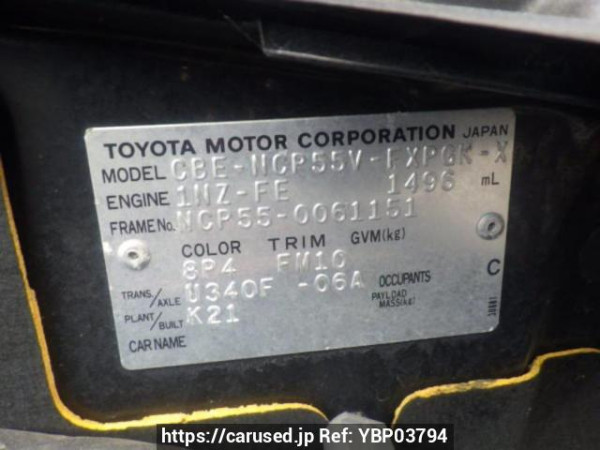 TOYOTA MOTOR CORPORATION JAPAN
MODEL CBE-NCP55V-EXPGK-X
ENGINE 1NZ-FE 1496 mL
FRAME No. NCP55-0061151
COLOR TRIM GVM(kg)
8P4 FM10 C
TRANS./AXLE U340F -06A OCCUPANTS
PAYLOAD MASS(kg)
PLANT/BUILT K21
CAR NAME
https://carused.jp Ref: YBP03794